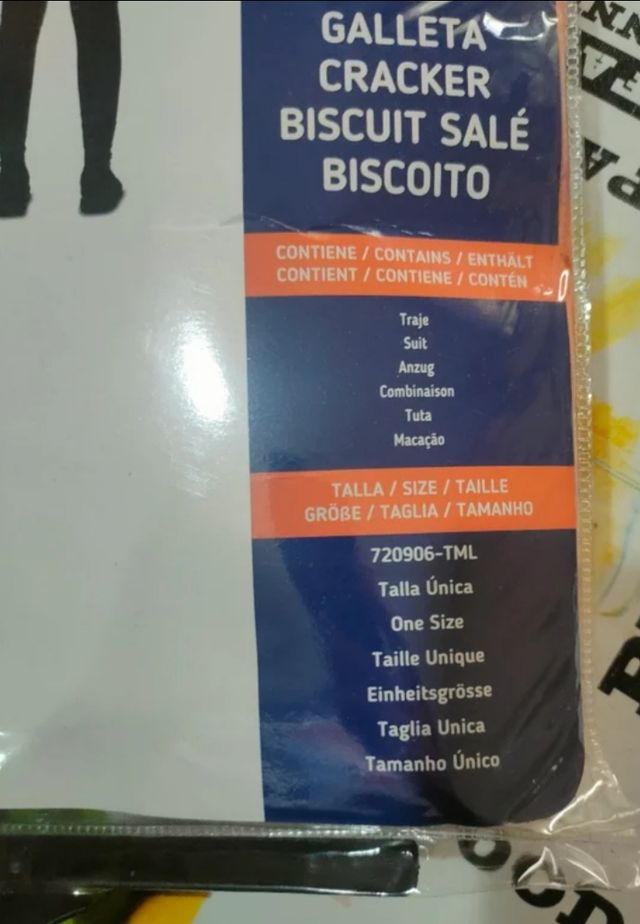 GALLETA
CRACKER
BISCUIT SALÉ
BISCOITO
CONTIENE / CONTAINS / ENTHÄLT
CONTIENT / CONTIENE / CONTÉN
Traje
Suit
Anzug
Combinaison
Tuta
Macação
TALLA / SIZE / TAILLE
GRÖßE / TAGLIA / TAMANHO
720906-TML
Talla Única
One Size
Taille Unique
Einheitsgrösse
Taglia Unica
Tamanho Único